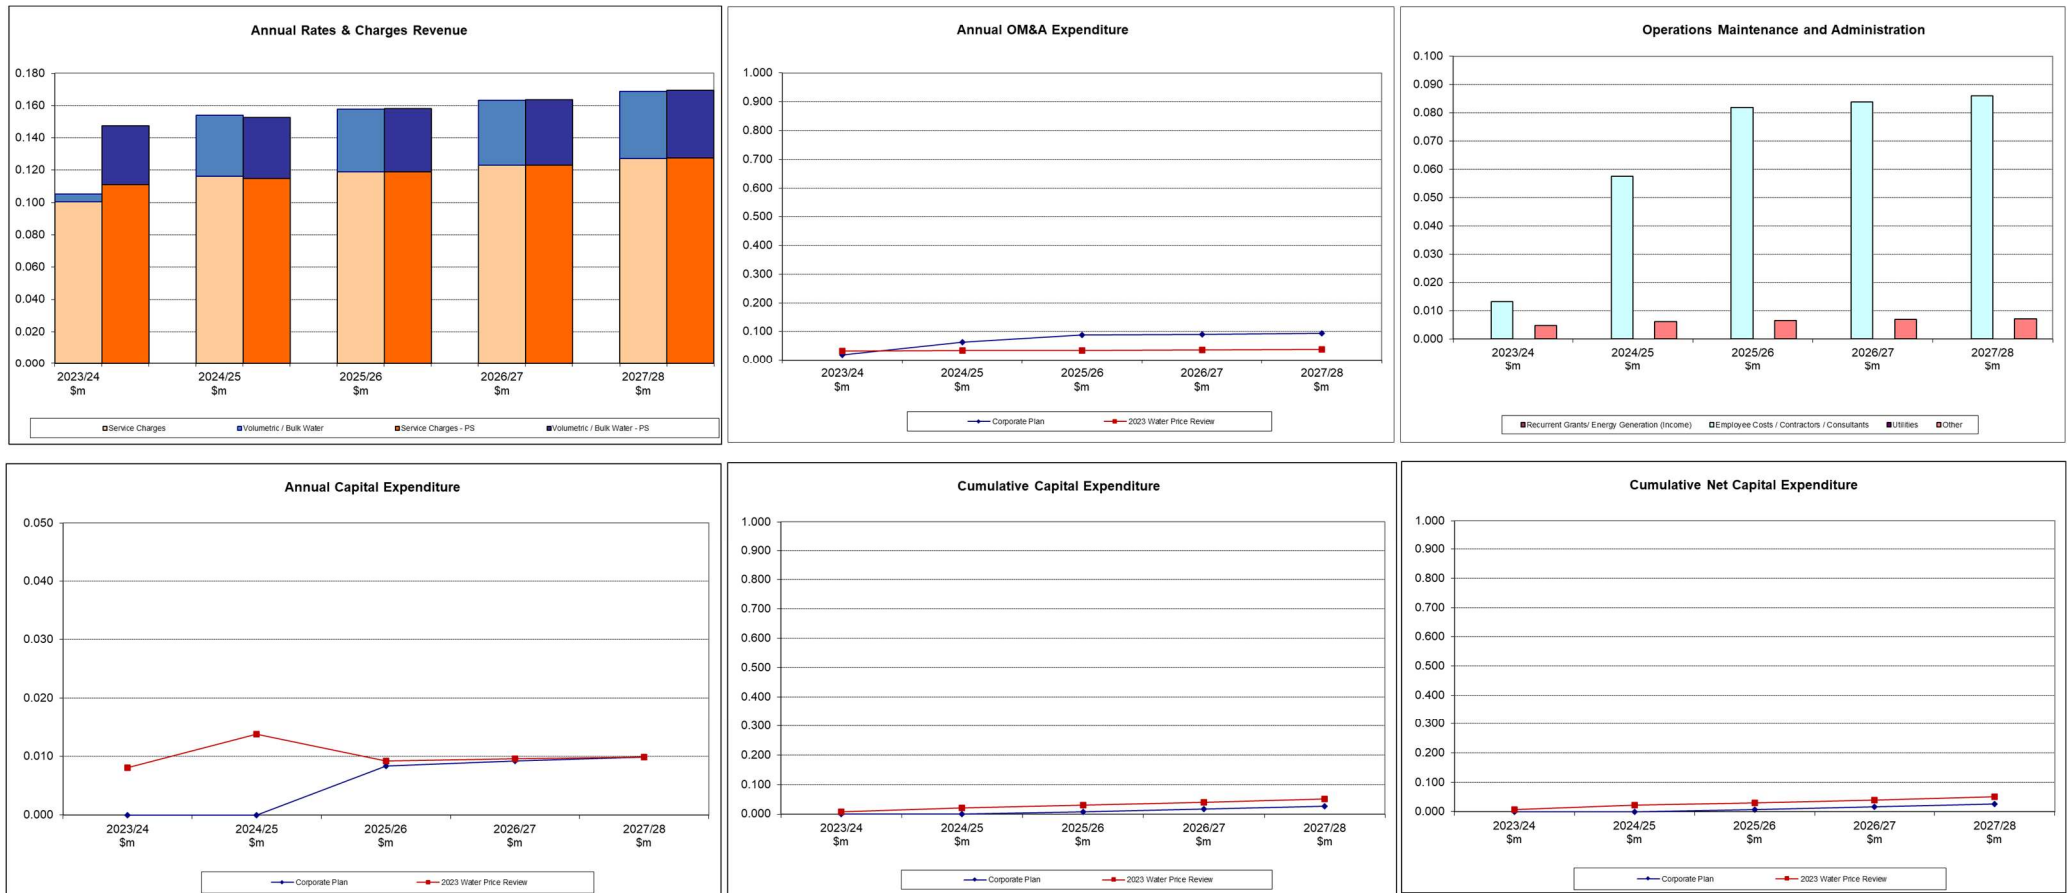 Annual Rates & Charges Revenue
0.180
0.160
0.140
0.120
0.100
0.080
0.060
0.040
0.020
0.000
2023/24 2024/25 2025/26 2026/27 2027/28
$m $m $m $m $m
Service Charges Volumetric / Bulk Water Service Charges - PS Volumetric / Bulk Water - PS
Annual OM&A Expenditure
1.000
0.900
0.800
0.700
0.600
0.500
0.400
0.300
0.200
0.100
0.000
2023/24 2024/25 2025/26 2026/27 2027/28
$m $m $m $m $m
Corporate Plan 2023 Water Price Review
Operations Maintenance and Administration
0.100
0.090
0.080
0.070
0.060
0.050
0.040
0.030
0.020
0.010
0.000
2023/24 2024/25 2025/26 2026/27 2027/28
$m $m $m $m $m
Recurrent Grants/ Energy Generation (Income) Employee Costs / Contractors / Consultants Utilities Other
Annual Capital Expenditure
0.050
0.040
0.030
0.020
0.010
0.000
2023/24 2024/25 2025/26 2026/27 2027/28
$m $m $m $m $m
Corporate Plan 2023 Water Price Review
Cumulative Capital Expenditure
1.000
0.900
0.800
0.700
0.600
0.500
0.400
0.300
0.200
0.100
0.000
2023/24 2024/25 2025/26 2026/27 2027/28
$m $m $m $m $m
Corporate Plan 2023 Water Price Review
Cumulative Net Capital Expenditure
1.000
0.900
0.800
0.700
0.600
0.500
0.400
0.300
0.200
0.100
0.000
2023/24 2024/25 2025/26 2026/27 2027/28
$m $m $m $m $m
Corporate Plan 2023 Water Price Review